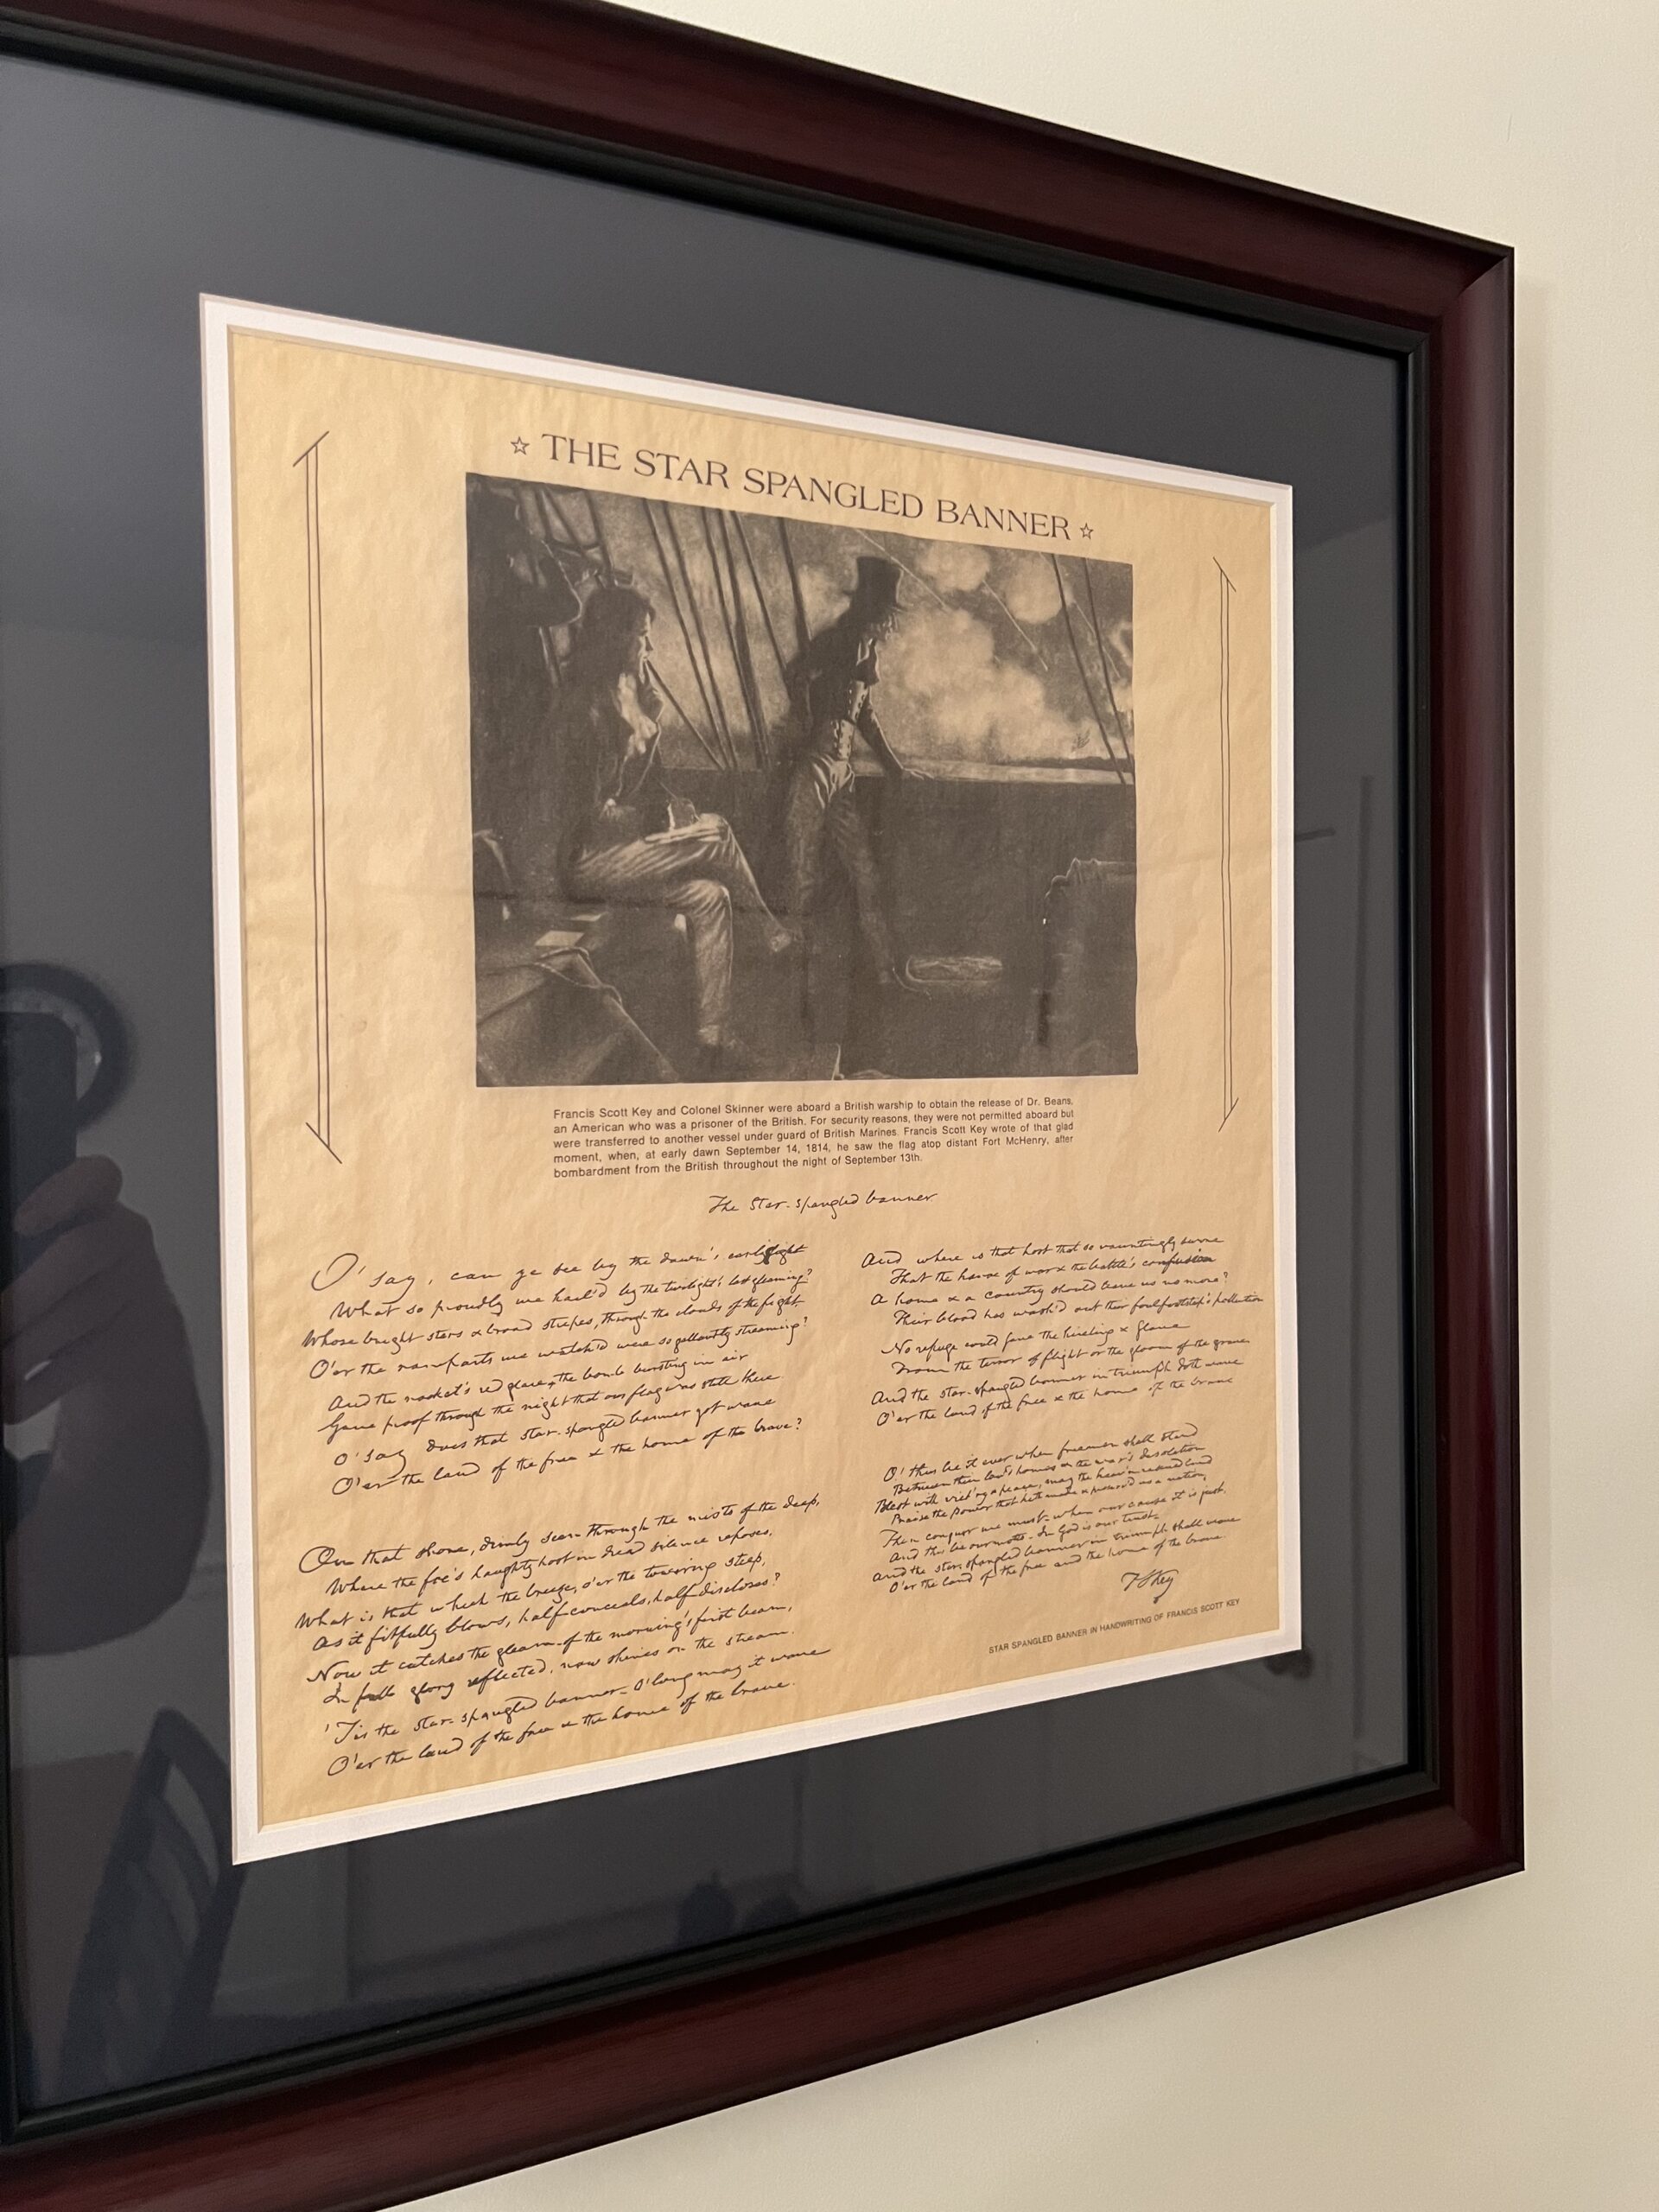 ☆ THE STAR SPANGLED BANNER ☆
Francis Scott Key and Colonel Skinner were aboard a British warship to obtain the release of Dr. Beans,
an American who was a prisoner of the British. For security reasons, they were not permitted aboard but
were transferred to another vessel under guard of British Marines. Francis Scott Key wrote of that glad
moment, when, at early dawn September 14, 1814, he saw the flag atop distant Fort McHenry, after
bombardment from the British throughout the night of September 13th.
The Star-spangled banner
O' say, can ye see by the dawn's early light
What so proudly we hail'd by the twilight's last gleaming?
Whose bright stars & broad stripes, through the clouds of the fight
O'er the ramparts we watch'd were so gallantly streaming?
And the rocket's red glare, the bomb bursting in air
Gave proof through the night that our flag was still there
O' say does that star-spangled banner yet wave
O'er the land of the free & the home of the brave?
On that shore, dimly seen through the mists of the deep,
Where the foe's haughty host in dread silence reposes,
What is that which the breeze, o'er the towering steep,
As it fitfully blows, half-conceals, half-discloses?
Now it catches the gleam of the morning's first beam,
In full glory reflected, now shines on the stream.
'Tis the star-spangled banner - O' long may it wave
O'er the land of the free & the home of the brave.
And where is that host that so vauntingly swore
That the havoc of war & the battle's confusion
A home & a country should leave us no more?
Their blood has wash'd out their foul footstep's pollution
No refuge could save the hireling & slave
From the terror of flight or the gloom of the grave
And the star-spangled banner in triumph doth wave
O'er the land of the free & the home of the brave
O! thus be it ever when freemen shall stand
Between their lov'd homes & the war's desolation
Blest with vict'ry & peace, may the heav'n rescued land
Praise the power that hath made & preserv'd us a nation,
Then conquer we must, when our cause it is just,
And this be our motto - In God is our trust
And the star-spangled banner in triumph shall wave
O'er the land of the free and the home of the brave.
F S Key
STAR SPANGLED BANNER IN HANDWRITING OF FRANCIS SCOTT KEY